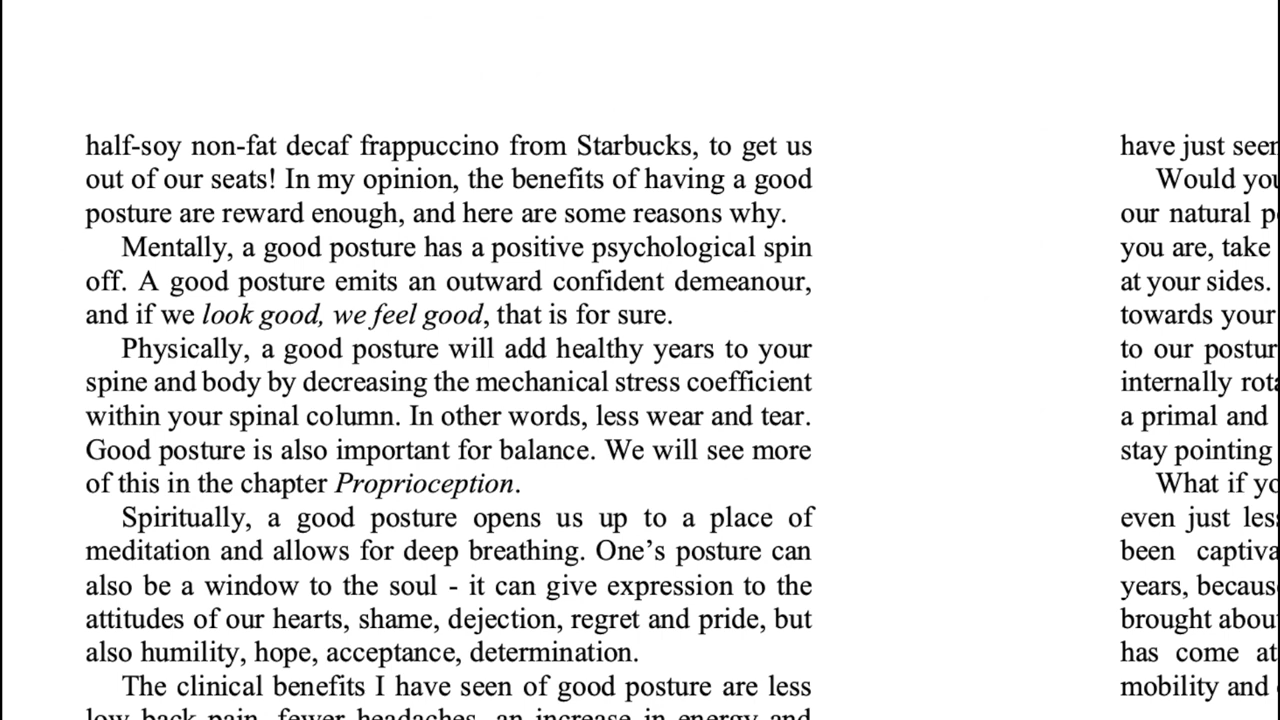 half-soy non-fat decaf frappuccino from Starbucks, to get us
out of our seats! In my opinion, the benefits of having a good
posture are reward enough, and here are some reasons why.
Mentally, a good posture has a positive psychological spin
off. A good posture emits an outward confident demeanour,
and if we look good, we feel good, that is for sure.
Physically, a good posture will add healthy years to your
spine and body by decreasing the mechanical stress coefficient
within your spinal column. In other words, less wear and tear.
Good posture is also important for balance. We will see more
of this in the chapter Proprioception.
Spiritually, a good posture opens us up to a place of
meditation and allows for deep breathing. One’s posture can
also be a window to the soul - it can give expression to the
attitudes of our hearts, shame, dejection, regret and pride, but
also humility, hope, acceptance, determination.
The clinical benefits I have seen of good posture are less
low back pain, fewer headaches, an increase in energy and
have just
Would
our natural
you are, take
at your sides.
towards your
to our
internally
a primal and
stay pointing
What if
even just
been
years,
brought
has come
mobility and